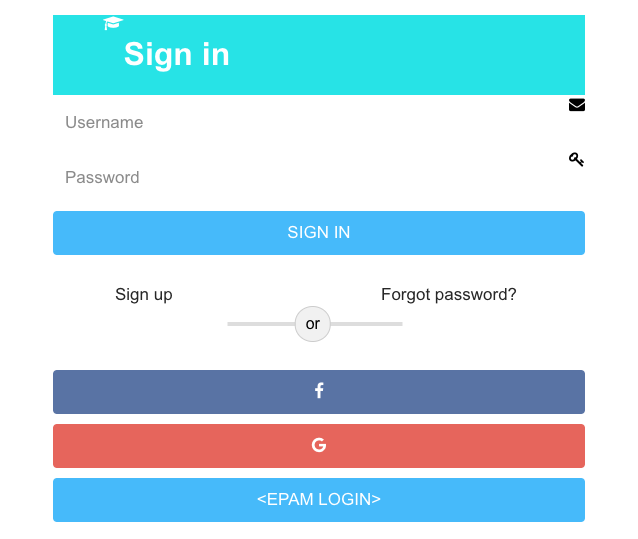 Sign in
Username
Password
SIGN IN
Sign up Forgot password?
or
<EPAM LOGIN>